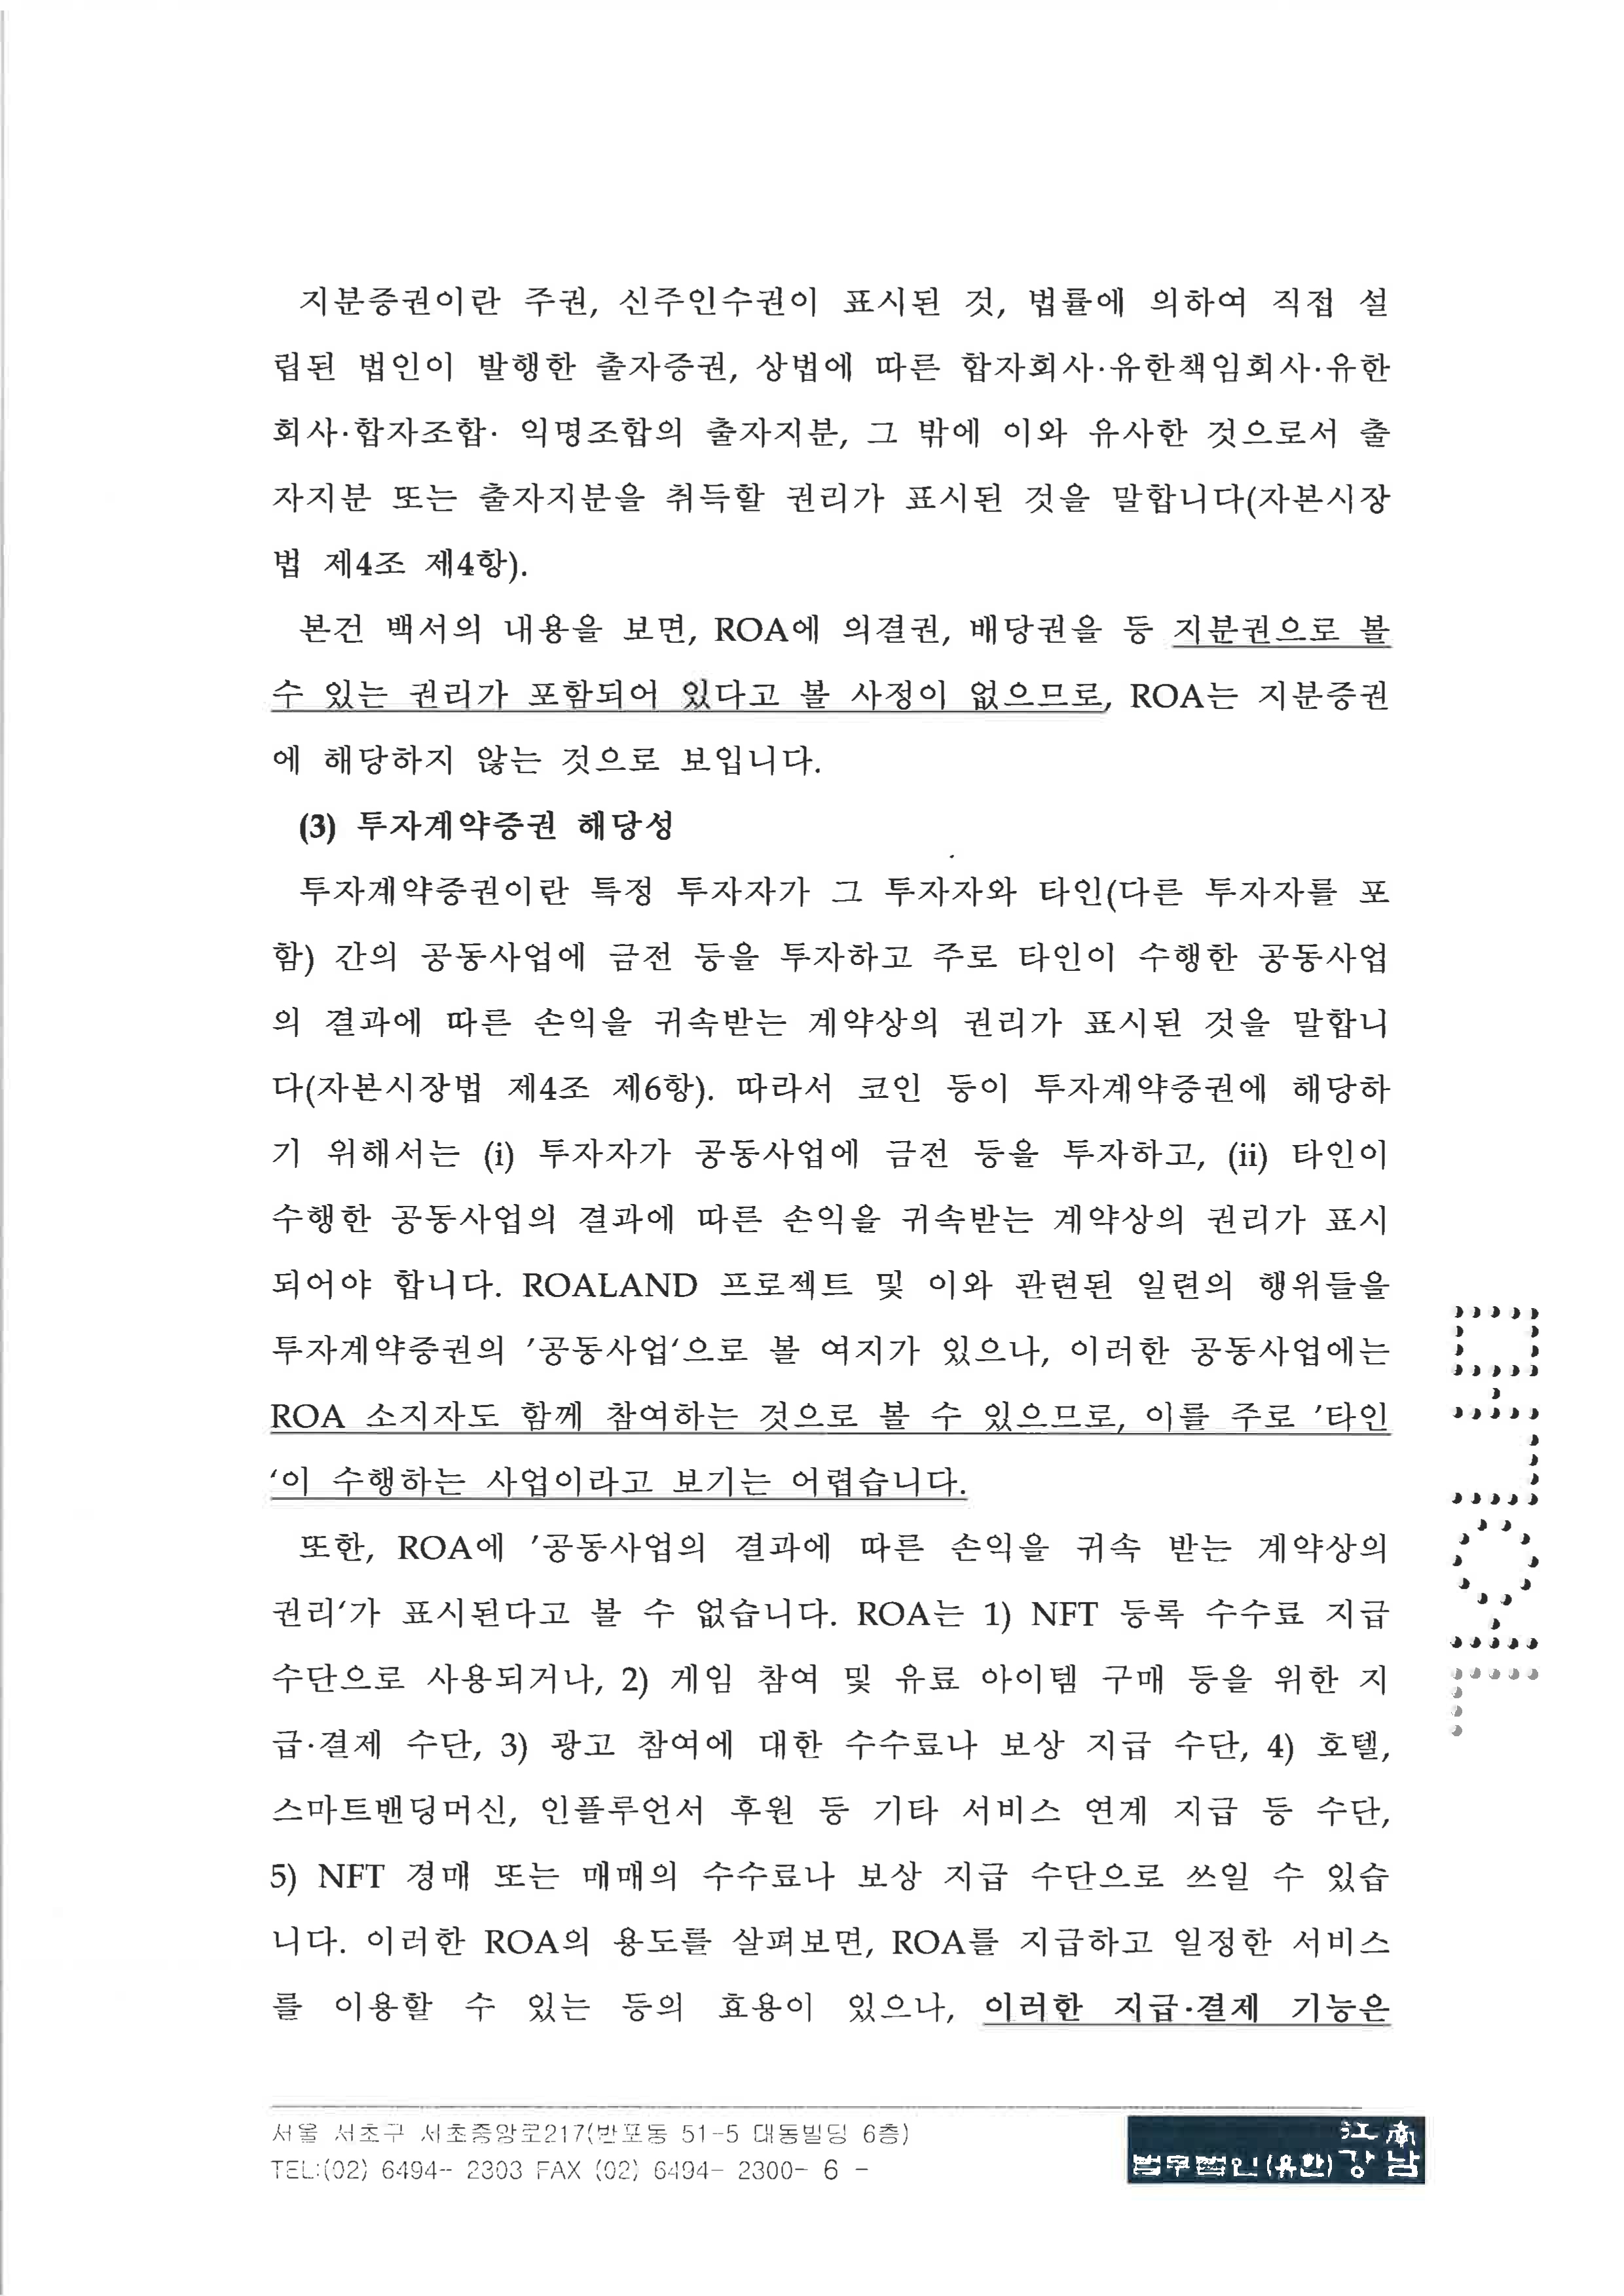 지분증권이란 주권, 신주인수권이 표시된 것, 법률에 의하여 직접 설
립된 법인이 발행한 출자증권, 상법에 따른 합자회사·유한책임회사·유한
회사·합자조합· 익명조합의 출자지분, 그 밖에 이와 유사한 것으로서 출
자지분 또는 출자지분을 취득할 권리가 표시된 것을 말합니다(자본시장
법 제4조 제4항).
본건 백서의 내용을 보면, ROA에 의결권, 배당권을 등 지분권으로 볼
수 있는 권리가 포함되어 있다고 볼 사정이 없으므로, ROA는 지분증권
에 해당하지 않는 것으로 보입니다.
(3) 투자계약증권 해당성
투자계약증권이란 특정 투자자가 그 투자자와 타인(다른 투자자를 포
함) 간의 공동사업에 금전 등을 투자하고 주로 타인이 수행한 공동사업
의 결과에 따른 손익을 귀속받는 계약상의 권리가 표시된 것을 말합니
다(자본시장법 제4조 제6항). 따라서 코인 등이 투자계약증권에 해당하
기 위해서는 (i) 투자자가 공동사업에 금전 등을 투자하고, (ii) 타인이
수행한 공동사업의 결과에 따른 손익을 귀속받는 계약상의 권리가 표시
되어야 합니다. ROALAND 프로젝트 및 이와 관련된 일련의 행위들을
투자계약증권의 '공동사업'으로 볼 여지가 있으나, 이러한 공동사업에는
ROA 소지자도 함께 참여하는 것으로 볼 수 있으므로, 이를 주로 '타인
'이 수행하는 사업이라고 보기는 어렵습니다.
또한, ROA에 '공동사업의 결과에 따른 손익을 귀속 받는 계약상의
권리'가 표시된다고 볼 수 없습니다. ROA는 1) NFT 등록 수수료 지급
수단으로 사용되거나, 2) 게임 참여 및 유료 아이템 구매 등을 위한 지
급·결제 수단, 3) 광고 참여에 대한 수수료나 보상 지급 수단, 4) 호텔,
스마트밴딩머신, 인플루언서 후원 등 기타 서비스 연계 지급 등 수단,
5) NFT 경매 또는 매매의 수수료나 보상 지급 수단으로 쓰일 수 있습
니다. 이러한 ROA의 용도를 살펴보면, ROA를 지급하고 일정한 서비스
를 이용할 수 있는 등의 효용이 있으나, 이러한 지급·결제 기능은
서울 서초구 서초중앙로217(반포동 51-5 대동빌딩 6층)
TEL:(02) 6494-- 2303 FAX (02) 6494- 2300- 6 -
江南
법무법인(유한) 강남